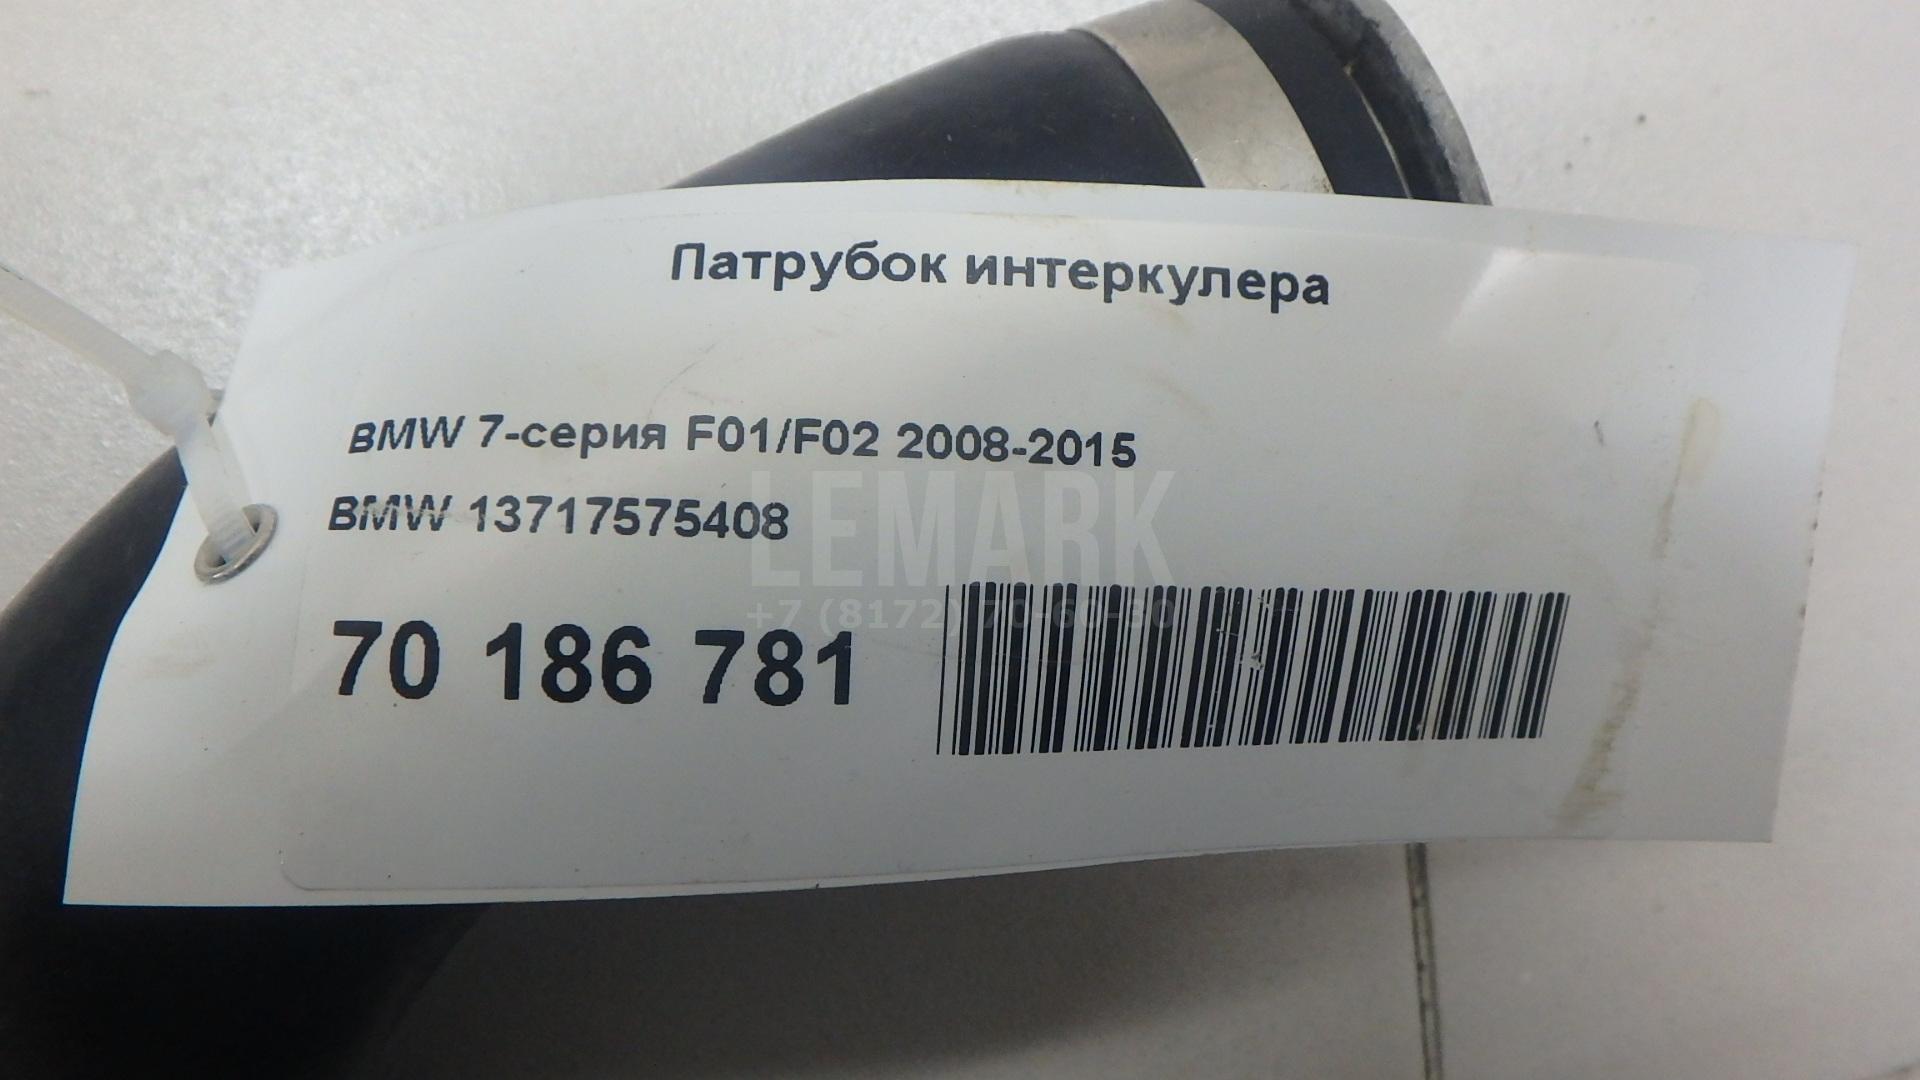 Патрубок интеркулера
BMW 7-серия F01/F02 2008-2015
BMW 13717575408
LEMARK
+7 (8172) 70-60-30
70 186 781